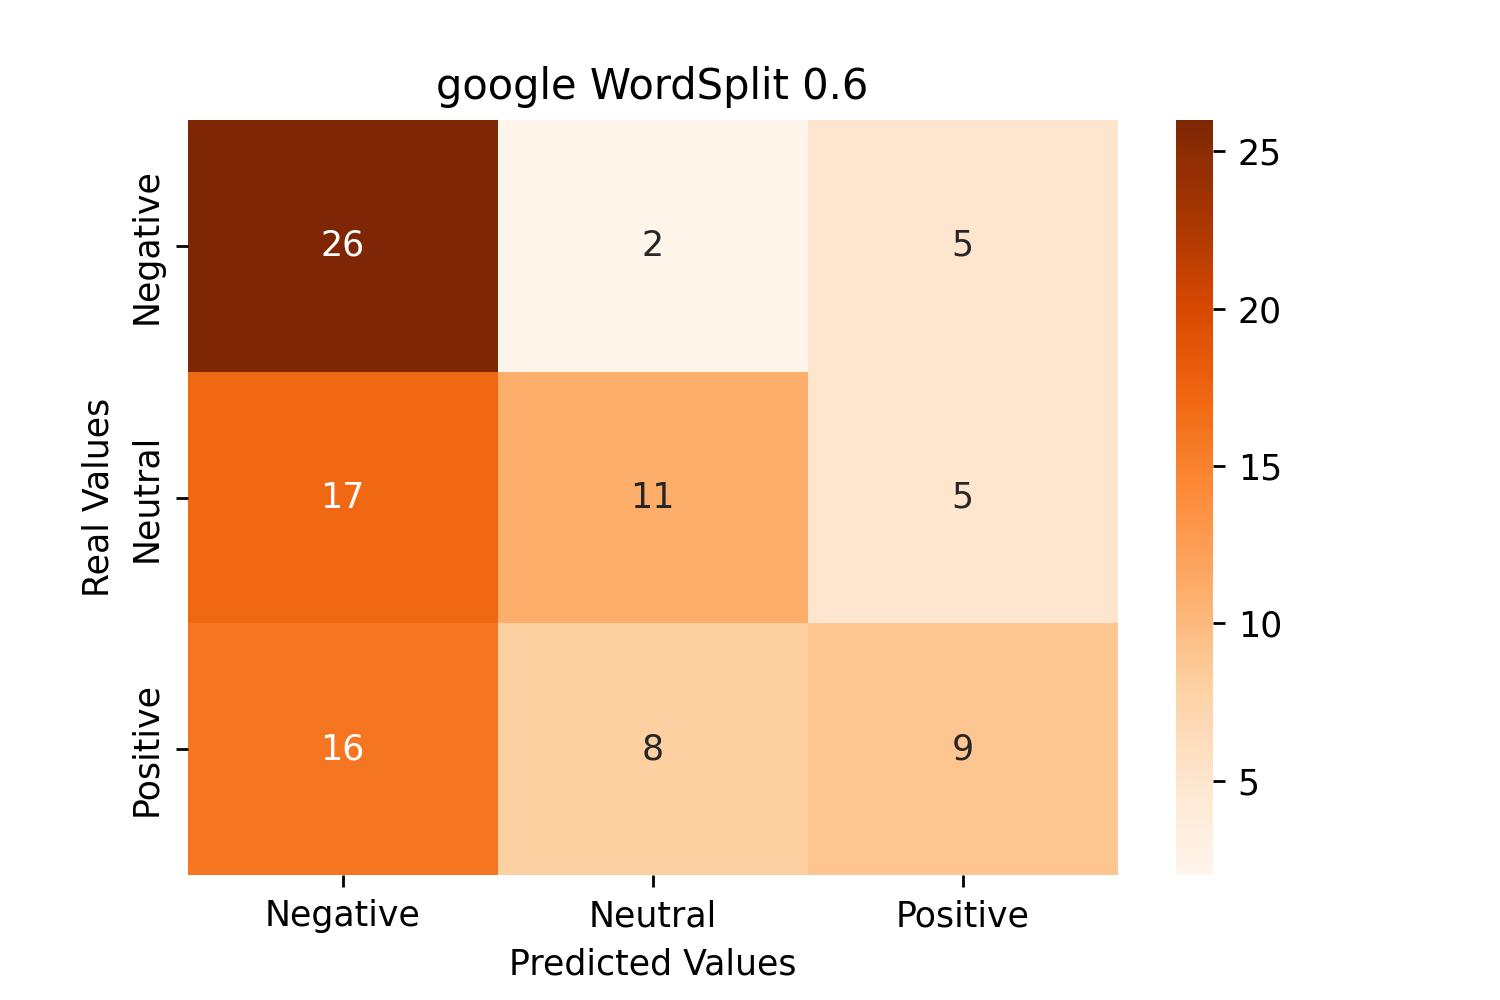 google WordSplit 0.6
Real Values
Negative
26 2 5
Neutral
17 11 5
Positive
16 8 9
Negative Neutral Positive
Predicted Values
25
20
15
10
5